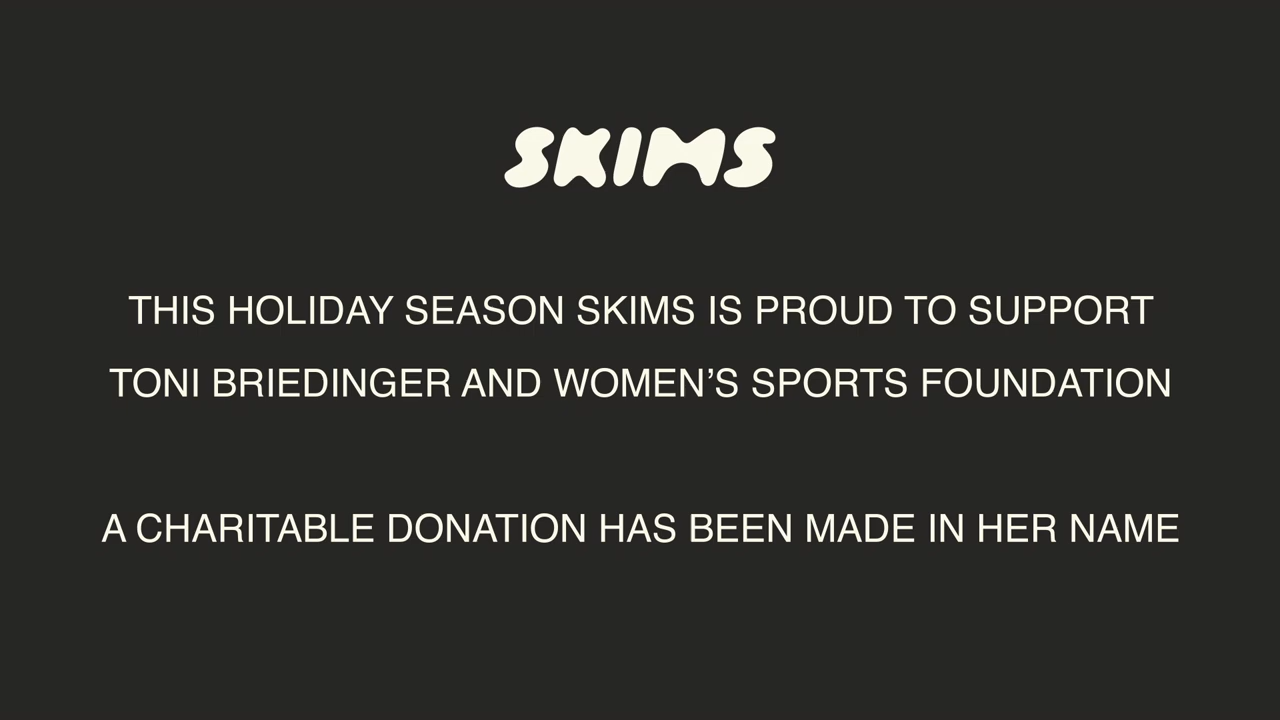 SKIMS
THIS HOLIDAY SEASON SKIMS IS PROUD TO SUPPORT
TONI BRIEDINGER AND WOMEN’S SPORTS FOUNDATION
A CHARITABLE DONATION HAS BEEN MADE IN HER NAME